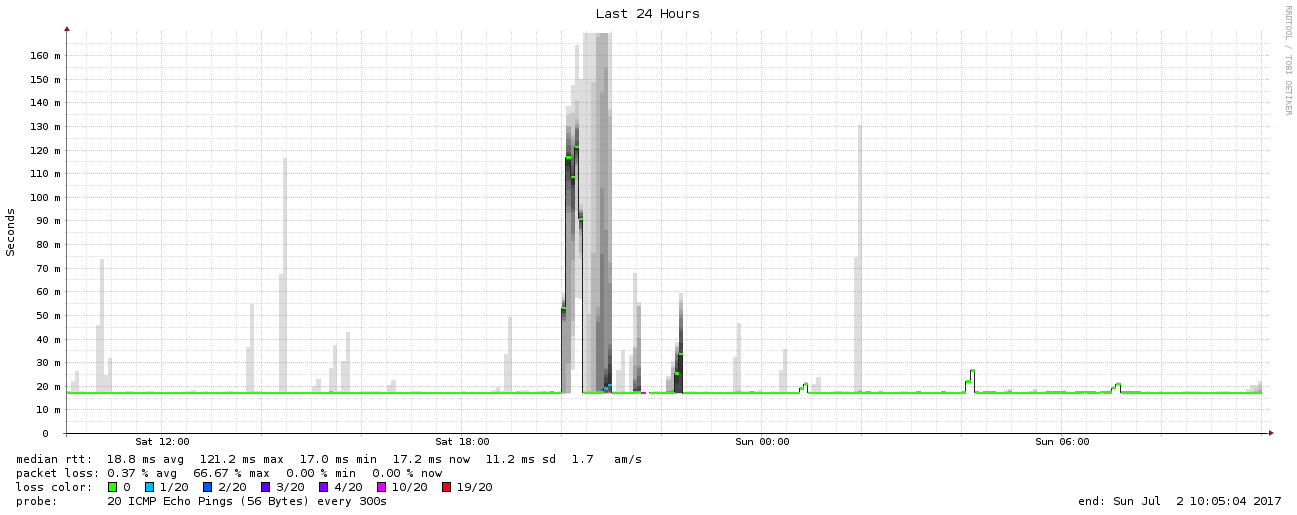 Last 24 Hours
RRDTOOL / TOBI OETIKER
Seconds
160 m
150 m
140 m
130 m
120 m
110 m
100 m
90 m
80 m
70 m
60 m
50 m
40 m
30 m
20 m
10 m
0
Sat 12:00 Sat 18:00 Sun 00:00 Sun 06:00
median rtt: 18.8 ms avg 121.2 ms max 17.0 ms min 17.2 ms now 11.2 ms sd 1.7 am/s
packet loss: 0.37 % avg 66.67 % max 0.00 % min 0.00 % now
loss color: 0 1/20 2/20 3/20 4/20 10/20 19/20
probe: 20 ICMP Echo Pings (56 Bytes) every 300s end: Sun Jul 2 10:05:04 2017